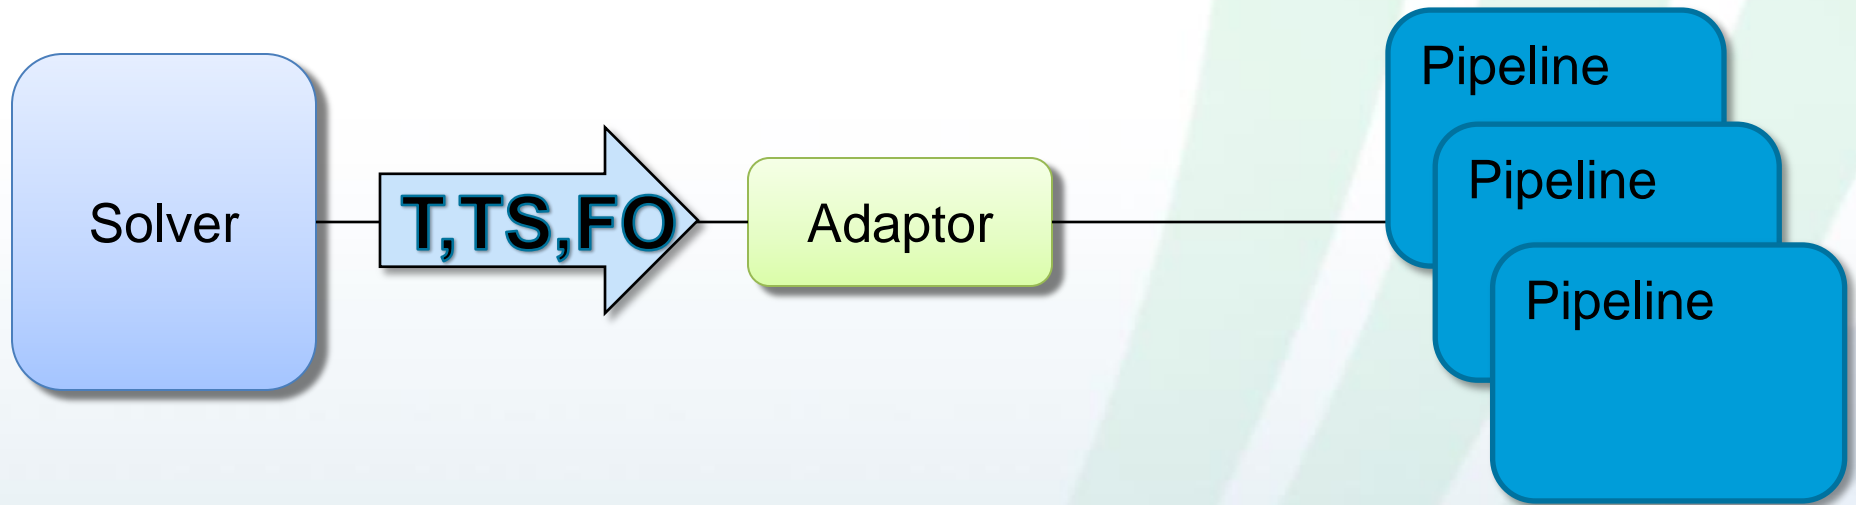 Solver
T,TS,FO
Adaptor
Pipeline
Pipeline
Pipeline